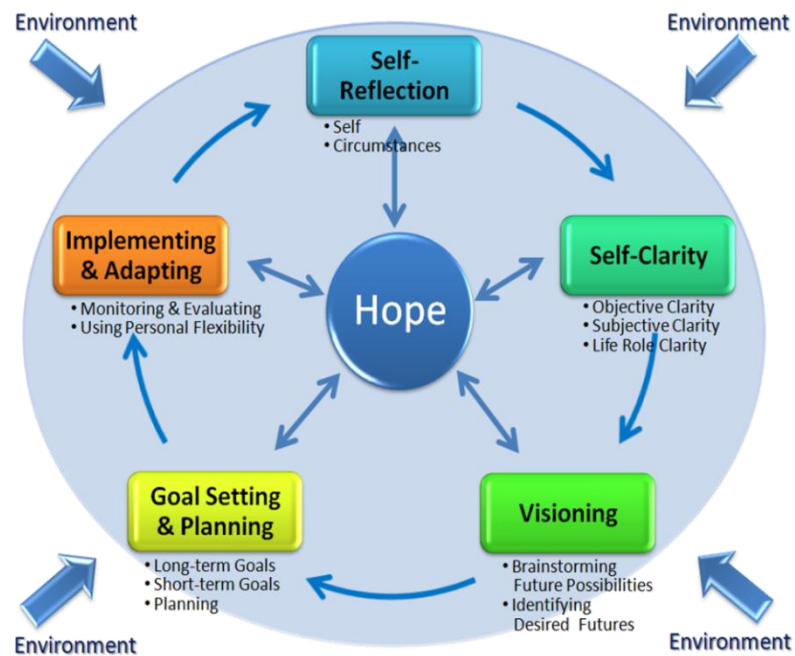 Environment
Environment
Self-
Reflection
• Self
• Circumstances
Implementing
& Adapting
• Monitoring & Evaluating
• Using Personal Flexibility
Self-Clarity
• Objective Clarity
• Subjective Clarity
• Life Role Clarity
Hope
Goal Setting
& Planning
• Long-term Goals
• Short-term Goals
• Planning
Visioning
• Brainstorming
Future Possibilities
• Identifying
Desired Futures
Environment
Environment